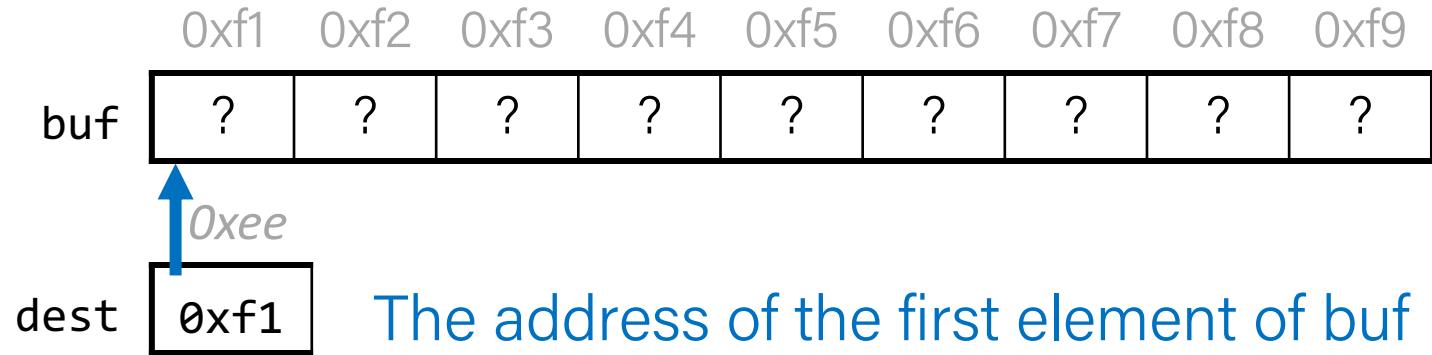 0xf1 0xf2 0xf3 0xf4 0xf5 0xf6 0xf7 0xf8 0xf9
buf ? ? ? ? ? ? ? ? ?
0xee
dest 0xf1 The address of the first element of buf